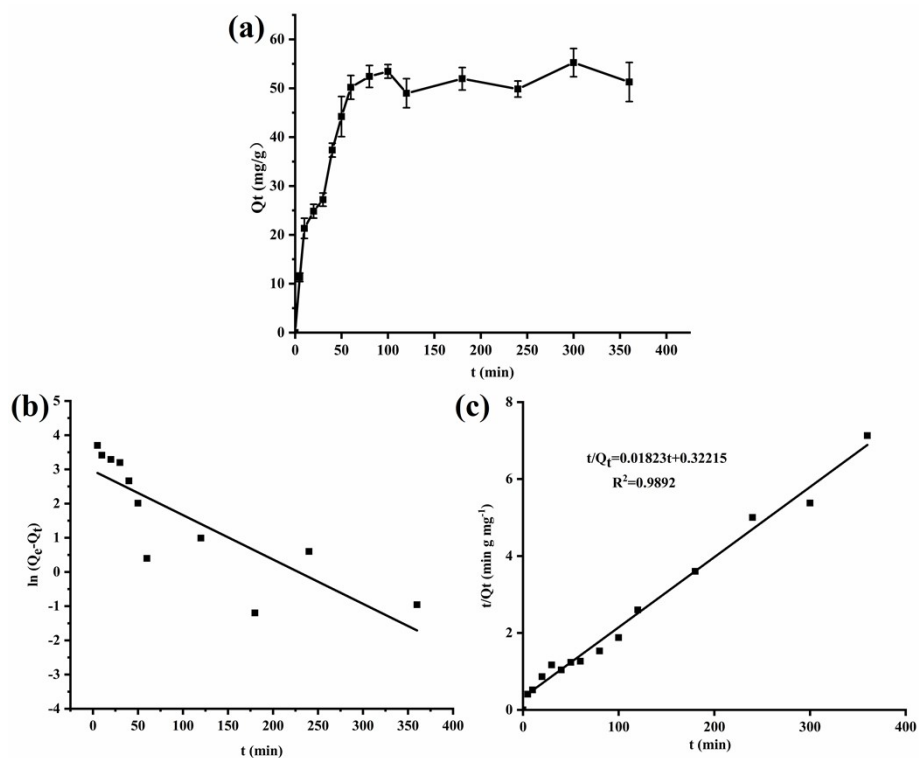 (a)
60
50
40
30
20
10
0
Qt (mg/g)
0 50 100 150 200 250 300 350 400
t (min)
(b)
5
4
3
2
1
0
-1
-2
-3
-4
ln (Qe-Qt)
0 50 100 150 200 250 300 350 400
t (min)
(c)
8
6
4
2
0
t/Qt (min g mg-1)
t/Qt=0.01823t+0.32215
R2=0.9892
0 100 200 300 400
t (min)